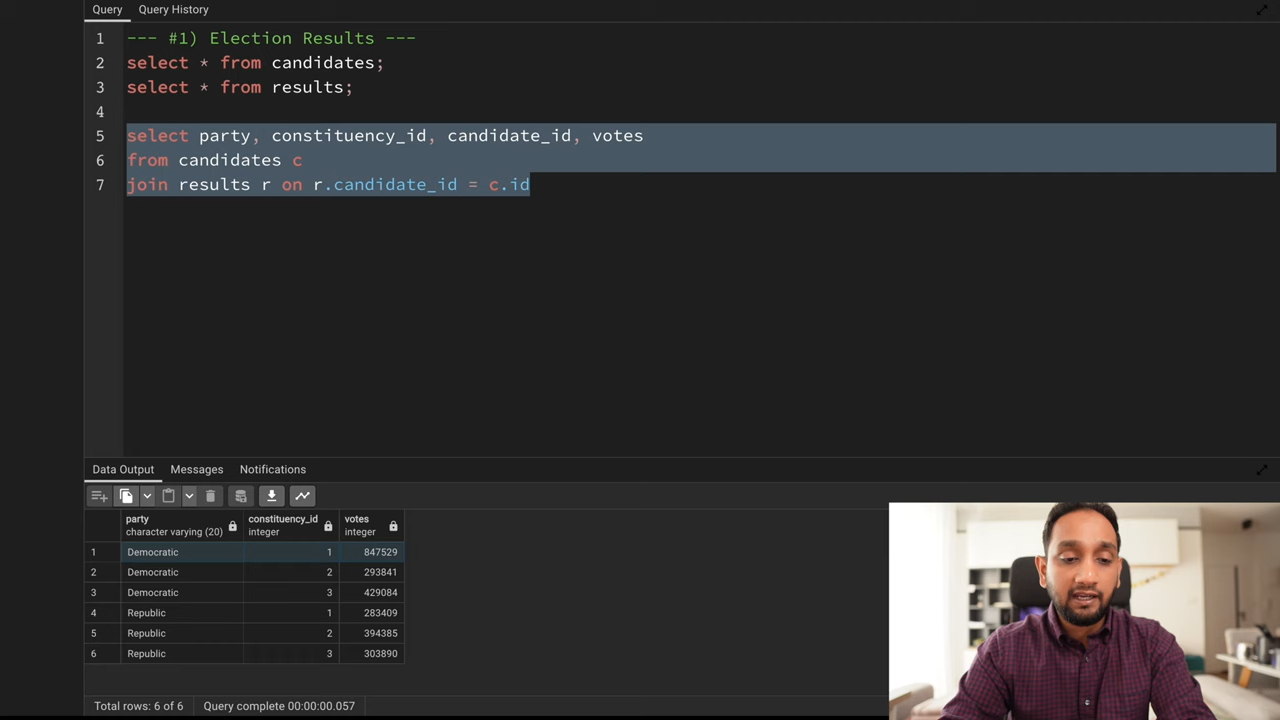 Query Query History
1 --- #1) Election Results ---
2 select * from candidates;
3 select * from results;
4
5 select party, constituency_id, candidate_id, votes
6 from candidates c
7 join results r on r.candidate_id = c.id
Data Output Messages Notifications
party constituency_id votes
character varying (20) integer integer
1 Democratic 1 847529
2 Democratic 2 293841
3 Democratic 3 429084
4 Republic 1 283409
5 Republic 2 394385
6 Republic 3 303890
Total rows: 6 of 6 Query complete 00:00:00.057